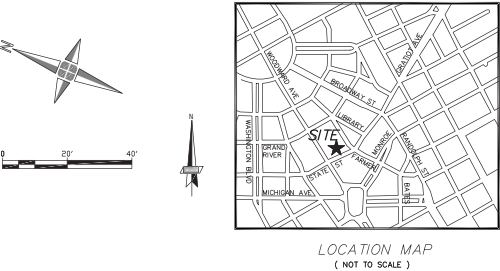 N
0 20' 40'
N
WOODWARD AVE
GRATIOT AVE
BROADWAY ST
LIBRARY
WASHINGTON BLVD
SITE
MONROE
RANDOLPH ST
GRAND
RIVER
FARMER
STATE ST
MICHIGAN AVE
BATES
LOCATION MAP
( NOT TO SCALE )